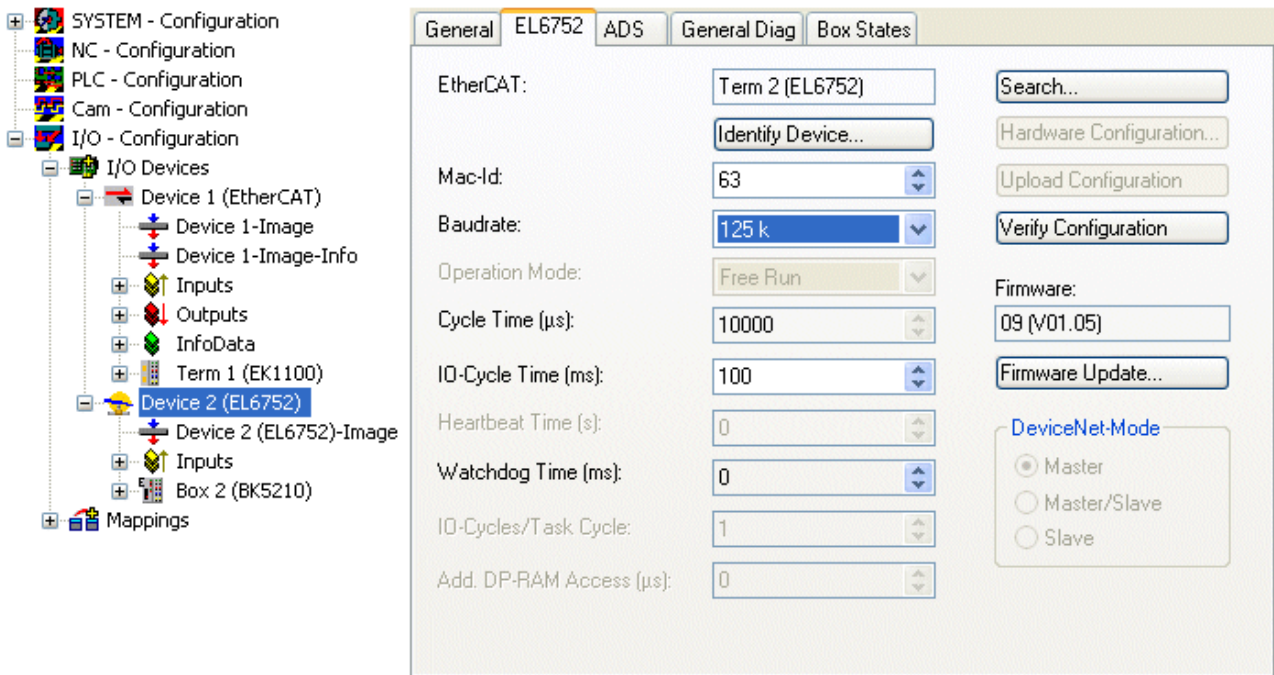 SYSTEM - Configuration
NC - Configuration
PLC - Configuration
Cam - Configuration
I/O - Configuration
I/O Devices
Device 1 (EtherCAT)
Device 1-Image
Device 1-Image-Info
Inputs
Outputs
InfoData
Term 1 (EK1100)
Device 2 (EL6752)
Device 2 (EL6752)-Image
Inputs
Box 2 (BK5210)
Mappings
General EL6752 ADS General Diag Box States
EtherCAT: Term 2 (EL6752)
Identify Device...
Mac-Id: 63
Baudrate: 125 k
Operation Mode: Free Run
Cycle Time (µs): 10000
IO-Cycle Time (ms): 100
Heartbeat Time (s): 0
Watchdog Time (ms): 0
IO-Cycles/Task Cycle: 1
Add. DP-RAM Access (µs): 0
Search...
Hardware Configuration...
Upload Configuration
Verify Configuration
Firmware:
09 (V01.05)
Firmware Update...
DeviceNet-Mode
Master
Master/Slave
Slave